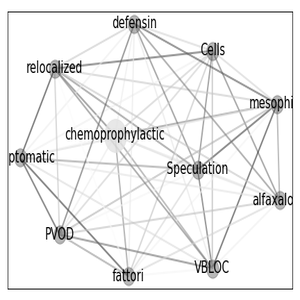 defensin
Cells
relocalized
mesophi
chemoprophylactic
ptomatic
Speculation
alfaxalo
PVOD
VBLOC
fattori